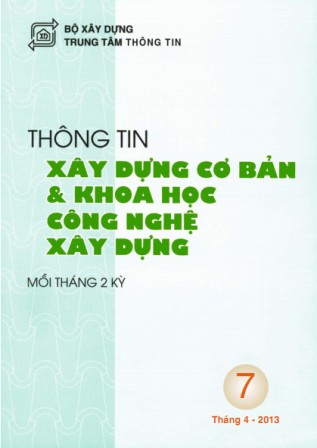 BỘ XÂY DỰNG
TRUNG TÂM THÔNG TIN
THÔNG TIN
XÂY DỰNG CƠ BẢN
& KHOA HỌC
CÔNG NGHỆ
XÂY DỰNG
MỖI THÁNG 2 KỲ
7
Tháng 4 - 2013